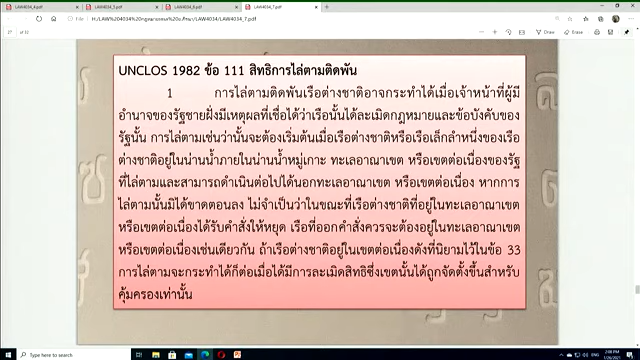 LAW4034_4.pdf
LAW4034_5.pdf
LAW4034_6.pdf
LAW4034_7.pdf
Draw
Erase
UNCLOS 1982 ข้อ 111 สิทธิการไล่ตามติดพัน
1 การไล่ตามติดพันเรือต่างชาติอาจกระทำได้เมื่อเจ้าหน้าที่ผู้มี
อำนาจของรัฐชายฝั่งมีเหตุผลที่เชื่อได้ว่าเรือนั้นได้ละเมิดกฎหมายและข้อบังคับของ
รัฐนั้น การไล่ตามเช่นว่านั้นจะต้องเริ่มต้นเมื่อเรือต่างชาติหรือเรือเล็กลำหนึ่งของเรือ
ต่างชาติอยู่ในน่านน้ำภายในน่านน้ำหมู่เกาะ ทะเลอาณาเขต หรือเขตต่อเนื่องของรัฐ
ที่ไล่ตามและสามารถดำเนินต่อไปได้นอกทะเลอาณาเขต หรือเขตต่อเนื่อง หากการ
ไล่ตามนั้นมิได้ขาดตอนลง ไม่จำเป็นว่าในขณะที่เรือต่างชาติที่อยู่ในทะเลอาณาเขต
หรือเขตต่อเนื่องได้รับคำสั่งให้หยุด เรือที่ออกคำสั่งควรจะต้องอยู่ในทะเลอาณาเขต
หรือเขตต่อเนื่องเช่นเดียวกัน ถ้าเรือต่างชาติอยู่ในเขตต่อเนื่องดังที่นิยามไว้ในข้อ 33
การไล่ตามจะกระทำได้ก็ต่อเมื่อได้มีการละเมิดสิทธิซึ่งเขตนั้นได้ถูกจัดตั้งขึ้นสำหรับ
คุ้มครองเท่านั้น
Type here to search
ENG
2:08 PM
1/26/2021